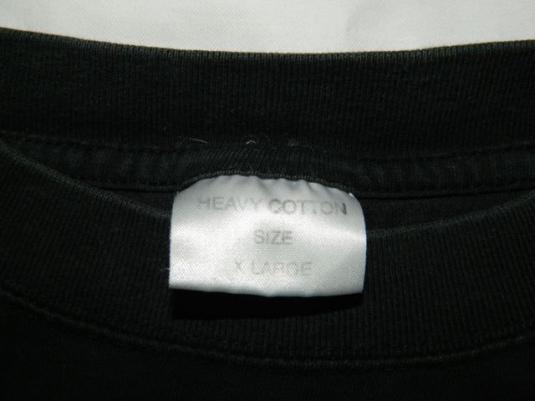 HEAVY COTTON
SIZE
X LARGE